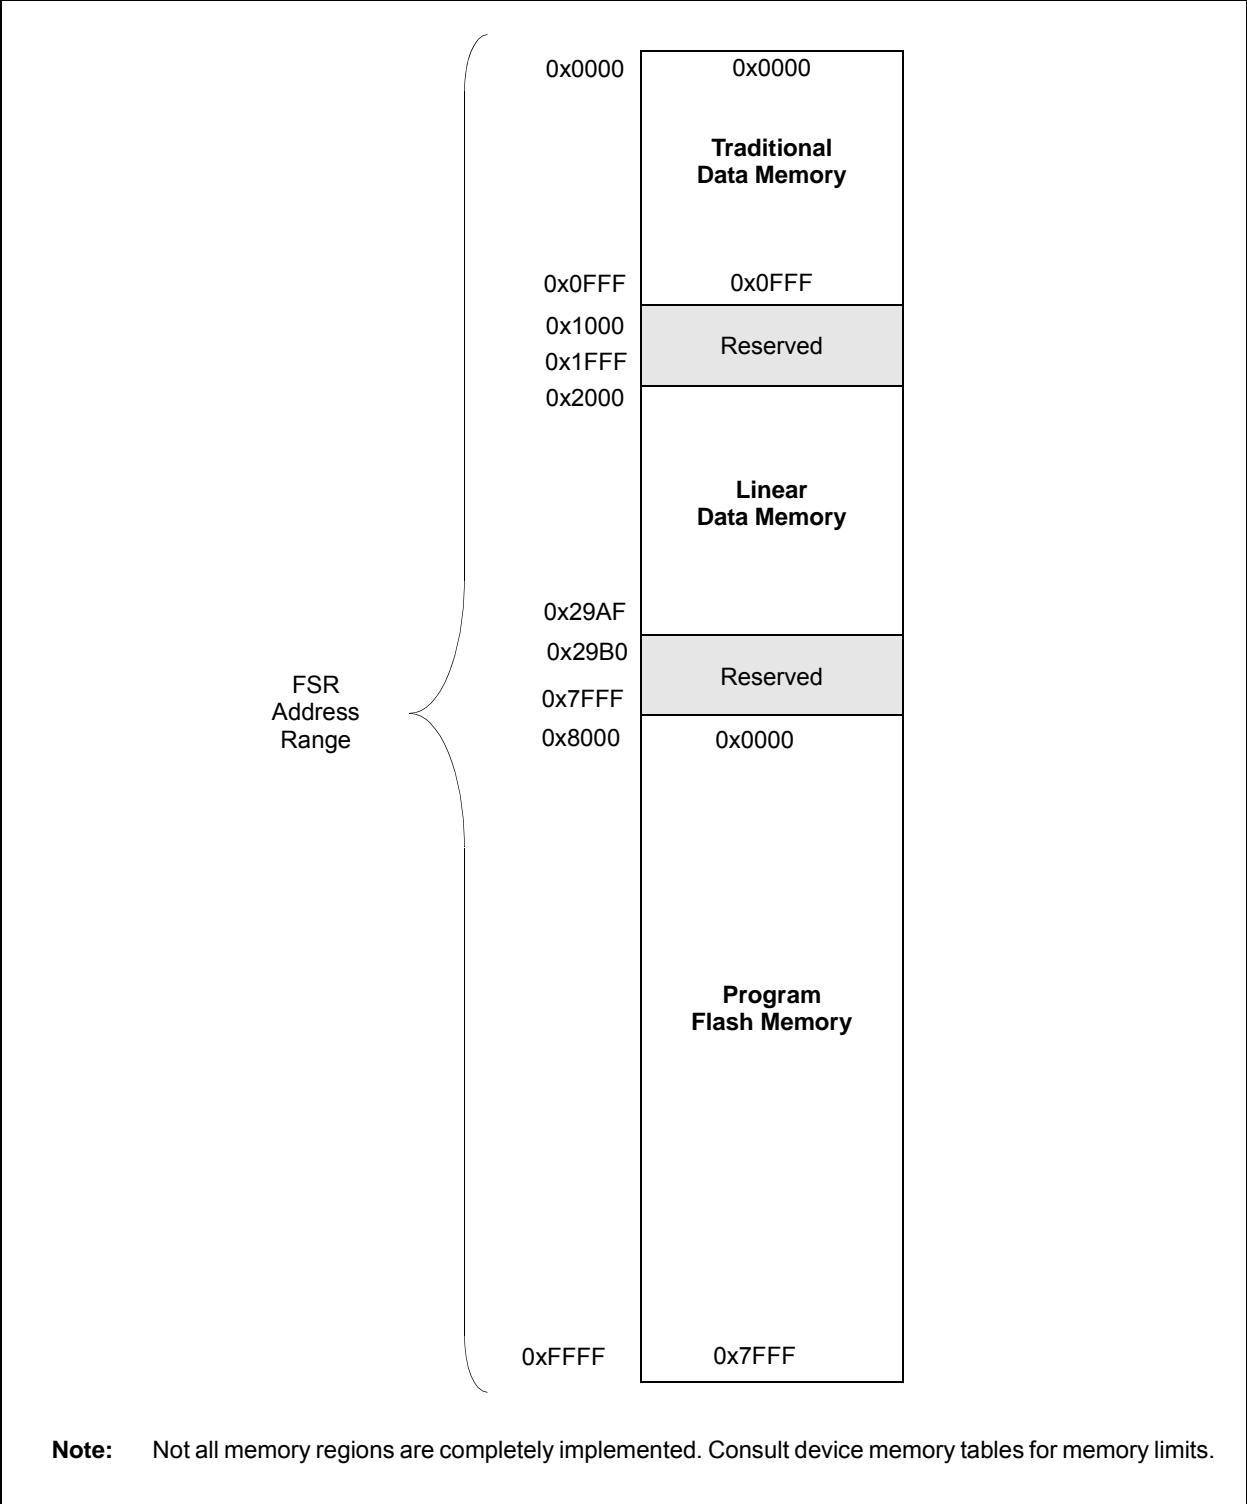 0x0000 0x0000
Traditional
Data Memory
0x0FFF 0x0FFF
0x1000
Reserved
0x1FFF
0x2000
Linear
Data Memory
0x29AF
0x29B0
Reserved
0x7FFF
FSR
Address
Range
0x8000 0x0000
Program
Flash Memory
0xFFFF 0x7FFF
Note: Not all memory regions are completely implemented. Consult device memory tables for memory limits.